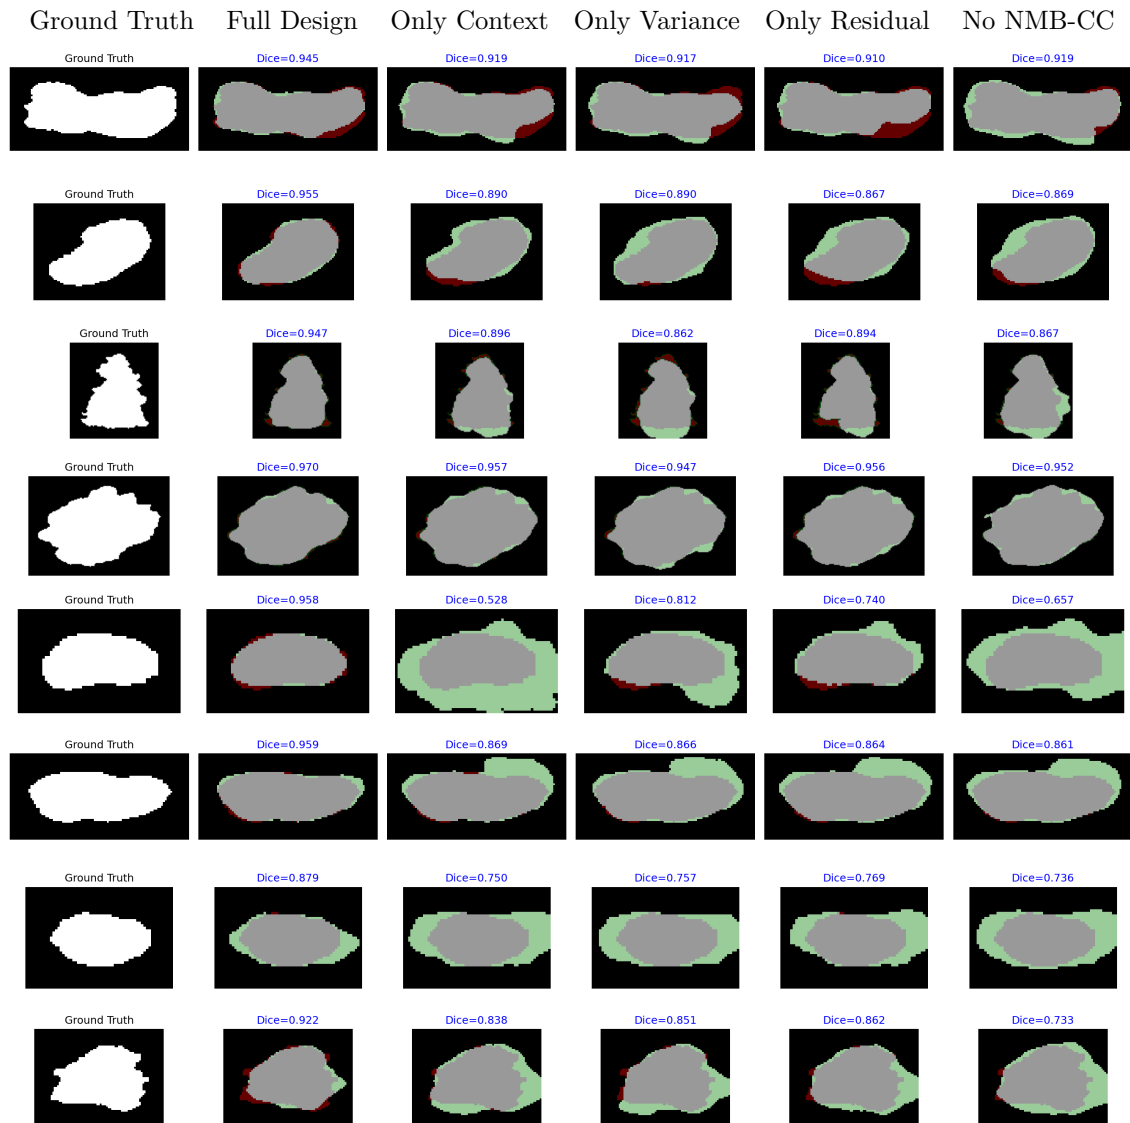 Ground Truth Full Design Only Context Only Variance Only Residual No NMB-CC
Ground Truth Dice=0.945 Dice=0.919 Dice=0.917 Dice=0.910 Dice=0.919
Ground Truth Dice=0.955 Dice=0.890 Dice=0.890 Dice=0.867 Dice=0.869
Ground Truth Dice=0.947 Dice=0.896 Dice=0.862 Dice=0.894 Dice=0.867
Ground Truth Dice=0.970 Dice=0.957 Dice=0.947 Dice=0.956 Dice=0.952
Ground Truth Dice=0.958 Dice=0.528 Dice=0.812 Dice=0.740 Dice=0.657
Ground Truth Dice=0.959 Dice=0.869 Dice=0.866 Dice=0.864 Dice=0.861
Ground Truth Dice=0.879 Dice=0.750 Dice=0.757 Dice=0.769 Dice=0.736
Ground Truth Dice=0.922 Dice=0.838 Dice=0.851 Dice=0.862 Dice=0.733